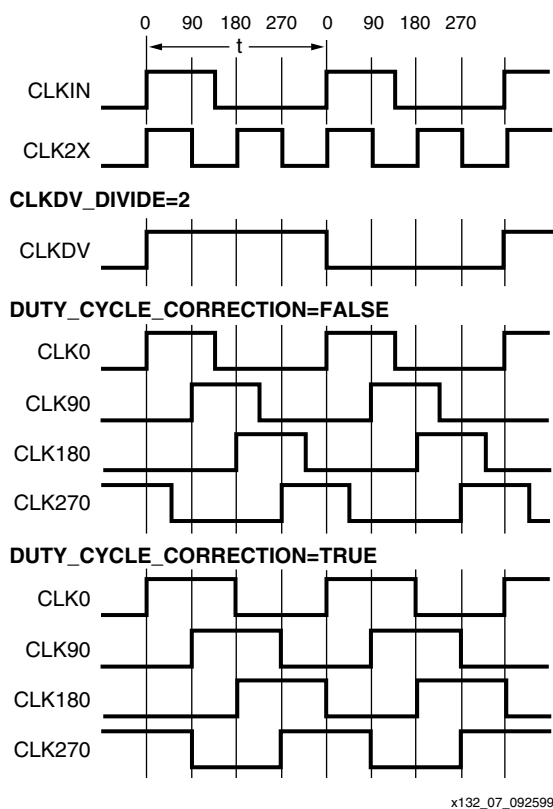 0 90 180 270 0 90 180 270
t
CLKIN
CLK2X
CLKDV_DIVIDE=2
CLKDV
DUTY_CYCLE_CORRECTION=FALSE
CLK0
CLK90
CLK180
CLK270
DUTY_CYCLE_CORRECTION=TRUE
CLK0
CLK90
CLK180
CLK270
x132_07_092599